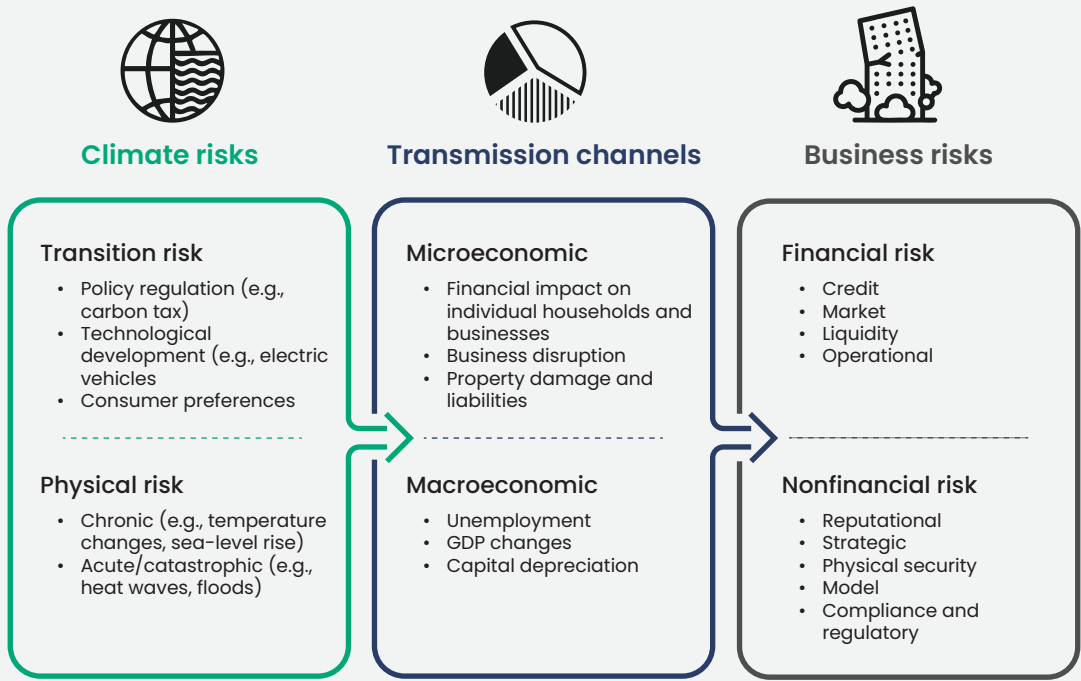 Climate risks
Transition risk
• Policy regulation (e.g.,
carbon tax)
• Technological
development (e.g., electric
vehicles
• Consumer preferences
Physical risk
• Chronic (e.g., temperature
changes, sea-level rise)
• Acute/catastrophic (e.g.,
heat waves, floods)
Transmission channels
Microeconomic
• Financial impact on
individual households and
businesses
• Business disruption
• Property damage and
liabilities
Macroeconomic
• Unemployment
• GDP changes
• Capital depreciation
Business risks
Financial risk
• Credit
• Market
• Liquidity
• Operational
Nonfinancial risk
• Reputational
• Strategic
• Physical security
• Model
• Compliance and
regulatory